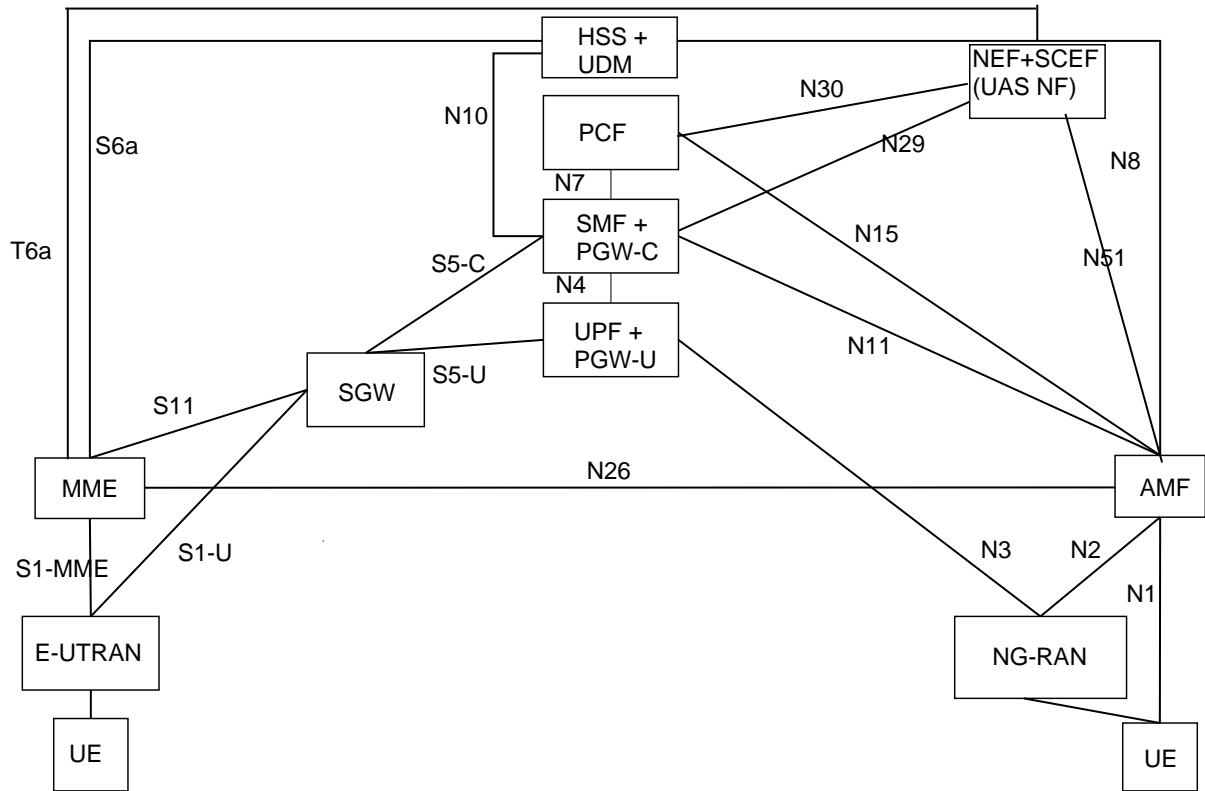 HSS +
UDM
NEF+SCEF
(UAS NF)
N30
N10
PCF
S6a
N29
N8
N7
T6a
SMF +
PGW-C
N15
S5-C
N51
N4
UPF +
PGW-U
N11
S5-U
SGW
S11
MME
N26
AMF
S1-U
N3
N2
S1-MME
N1
E-UTRAN
NG-RAN
UE
UE